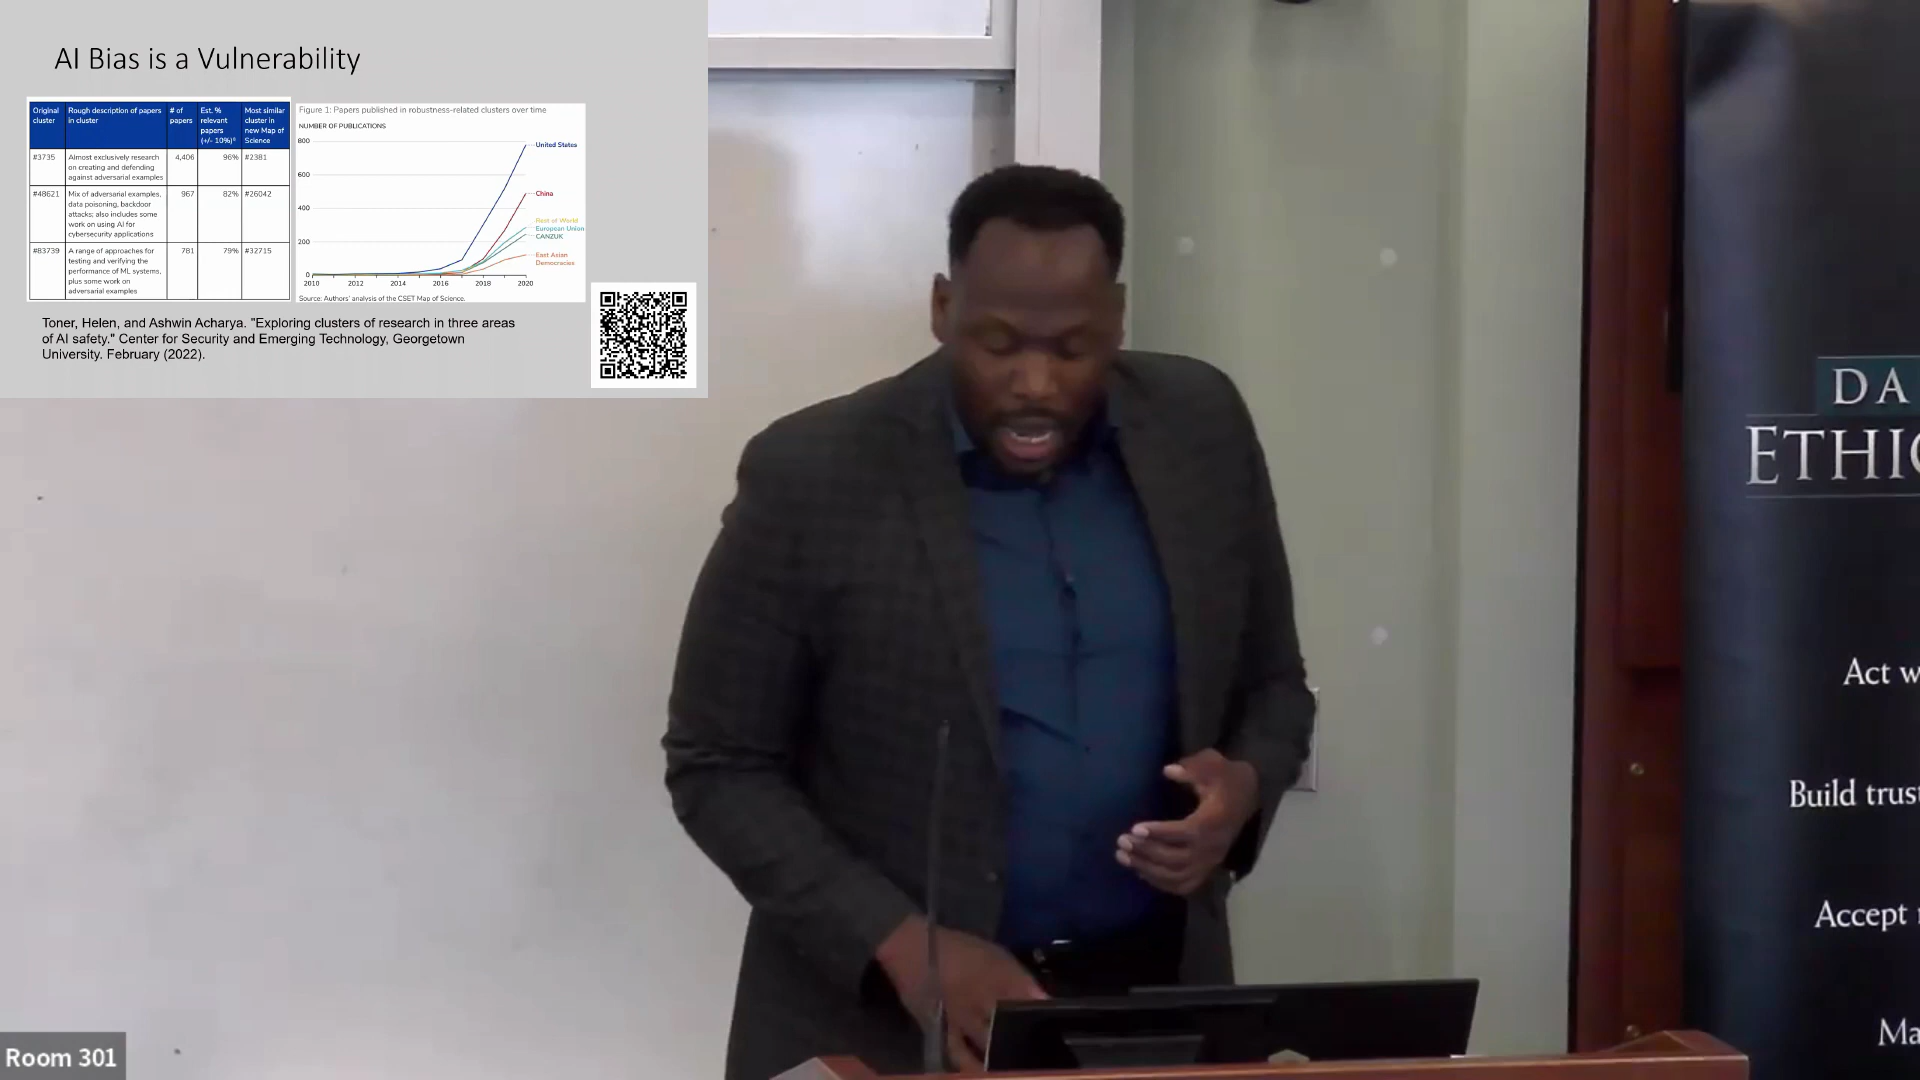 AI Bias is a Vulnerability
Original
cluster
Rough description of papers
in cluster
# of
papers
Est. %
relevant
papers
(+/- 10%)⁸
Most similar
cluster in
new Map of
Science
#3735
Almost exclusively research
on creating and defending
against adversarial examples
4,406
96%
#2381
#48621
Mix of adversarial examples,
data poisoning, backdoor
attacks; also includes some
work on using AI for
cybersecurity applications
967
82%
#26042
#83739
A range of approaches for
testing and verifying the
performance of ML systems,
plus some work on
adversarial examples
781
79%
#32715
Figure 1: Papers published in robustness-related clusters over time
NUMBER OF PUBLICATIONS
800
600
400
200
0
2010 2012 2014 2016 2018 2020
United States
China
Rest of World
European Union
CANZUK
East Asian
Democracies
Source: Authors' analysis of the CSET Map of Science.
Toner, Helen, and Ashwin Acharya. "Exploring clusters of research in three areas
of AI safety." Center for Security and Emerging Technology, Georgetown
University. February (2022).
DA
ETHIC
Act w
Build trust
Accept
Ma
Room 301